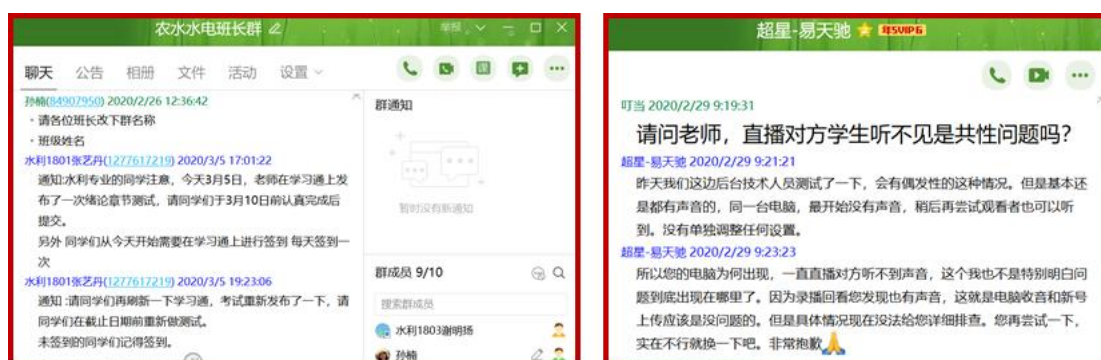 农水水电班长群
举报
聊天 公告 相册 文件 活动 设置
孙楠(84907950) 2020/2/26 12:36:42
·请各位班长改下群名称
·班级姓名
水利1801张艺丹(1277617219) 2020/3/5 17:01:22
通知:水利专业的同学注意,今天3月5日,老师在学习通上发
布了一次绪论章节测试,请同学们于3月10日前认真完成后
提交。
另外 同学们从今天开始需要在学习通上进行签到 每天签到一
次
水利1801张艺丹(1277617219) 2020/3/5 19:23:06
通知 :请同学们再刷新一下学习通,考试重新发布了一下,请
同学们在截止日期前重新做测试。
未签到的同学们记得签到。
群通知
暂时没有新通知
群成员 9/10
搜索群成员
水利1803谢明扬
孙楠
超星-易天驰
年SVIP6
叮当 2020/2/29 9:19:31
请问老师,直播对方学生听不见是共性问题吗?
超星-易天驰 2020/2/29 9:21:21
昨天我们这边后台技术人员测试了一下,会有偶发性的这种情况。但是基本还
是都有声音的,同一台电脑,最开始没有声音,稍后再尝试观看者也可以听
到。没有单独调整任何设置。
超星-易天驰 2020/2/29 9:23:23
所以您的电脑为何出现,一直直播对方听不到声音,这个我也不是特别明白问
题到底出现在哪里了。因为录播回看您发现也有声音,这就是电脑收音和新号
上传应该是没问题的。但是具体情况现在没法给您详细排查。您再尝试一下,
实在不行就换一下吧。非常抱歉🙏